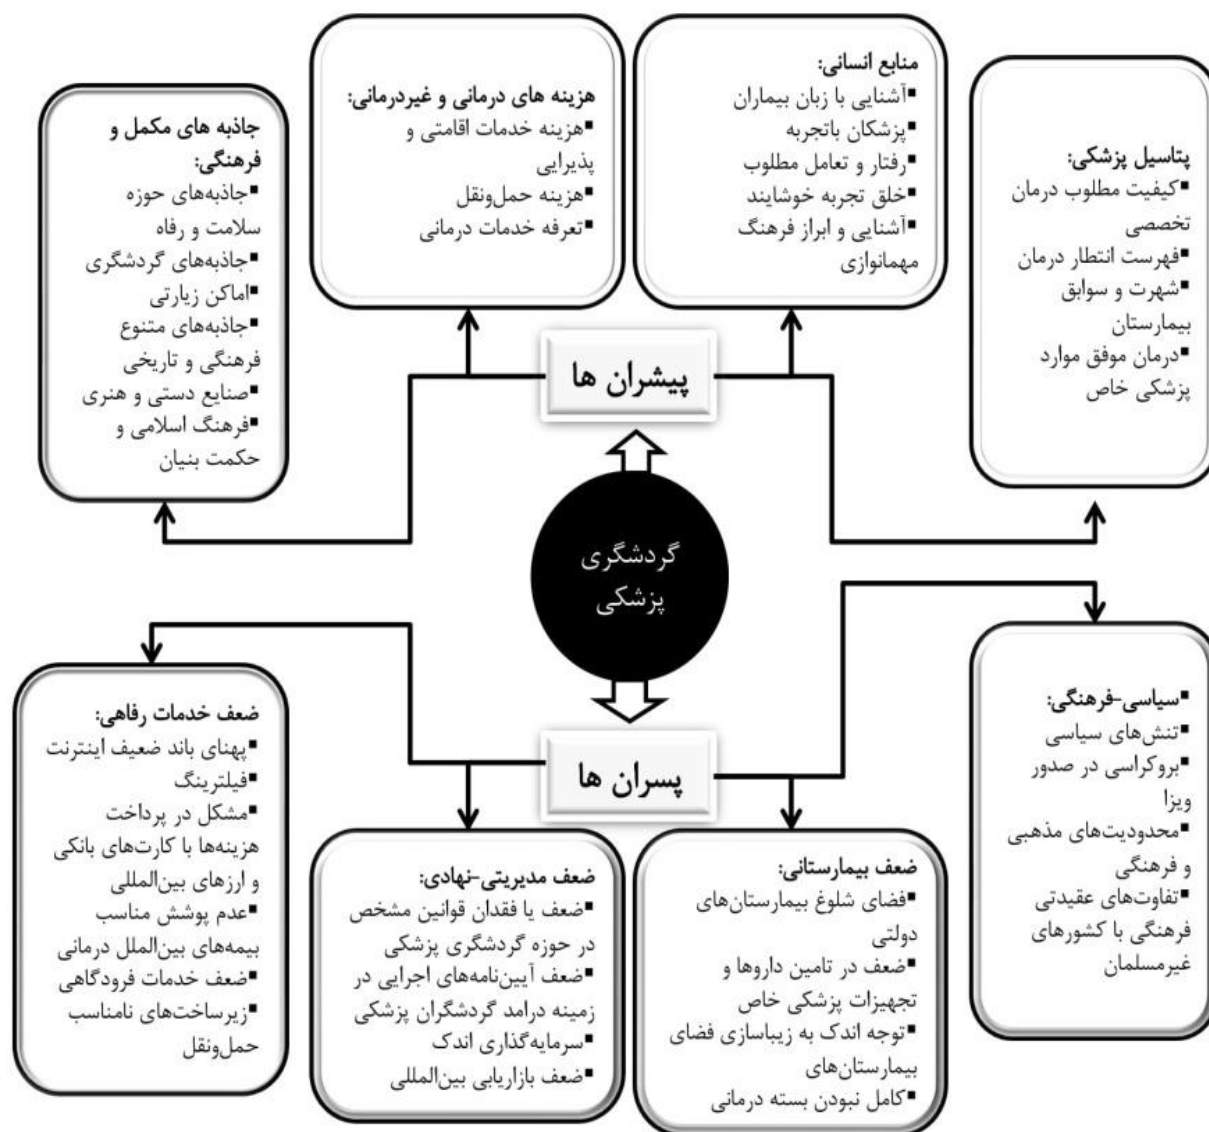 منابع انسانی:
▪آشنایی با زبان بیماران
▪پزشکان باتجربه
▪رفتار و تعامل مطلوب
▪خلق تجربه خوشایند
▪آشنایی و ابراز فرهنگ
مهمانوازی
هزینه های درمانی و غیردرمانی:
▪هزینه خدمات اقامتی و
پذیرایی
▪هزینه حمل‌ونقل
▪تعرفه خدمات درمانی
پتاسیل پزشکی:
▪کیفیت مطلوب درمان
تخصصی
▪فهرست انتطار درمان
▪شهرت و سوابق
بیمارستان
▪درمان موفق موارد
پزشکی خاص
جاذبه های مکمل و
فرهنگی:
▪جاذبه‌های حوزه
سلامت و رفاه
▪جاذبه‌های گردشگری
▪اماکن زیارتی
▪جاذبه‌های متنوع
فرهنگی و تاریخی
▪صنایع دستی و هنری
▪فرهنگ اسلامی و
حکمت بنیان
پیشران ها
گردشگری
پزشکی
پسران ها
▪سیاسی-فرهنگی:
▪تنش‌های سیاسی
▪بروکراسی در صدور
ویزا
▪محدودیت‌های مذهبی
و فرهنگی
▪تفاوت‌های عقیدتی
فرهنگی با کشورهای
غیرمسلمان
ضعف بیمارستانی:
▪فضای شلوغ بیمارستان‌های
دولتی
▪ضعف در تامین داروها و
تجهیزات پزشکی خاص
▪توجه اندک به زیباسازی فضای
بیمارستان‌های
▪کامل نبودن بسته درمانی
ضعف مدیریتی-نهادی:
▪ضعف یا فقدان قوانین مشخص
در حوزه گردشگری پزشکی
▪ضعف آیین‌نامه‌های اجرایی در
زمینه درامد گردشگران پزشکی
▪سرمایه‌گذاری اندک
▪ضعف بازاریابی بین‌المللی
ضعف خدمات رفاهی:
▪پهنای باند ضعیف اینترنت
▪فیلترینگ
▪مشکل در پرداخت
هزینه‌ها با کارت‌های بانکی
و ارزهای بین‌المللی
▪عدم پوشش مناسب
بیمه‌های بین‌الملل درمانی
▪ضعف خدمات فرودگاهی
▪زیرساخت‌های نامناسب
حمل‌ونقل